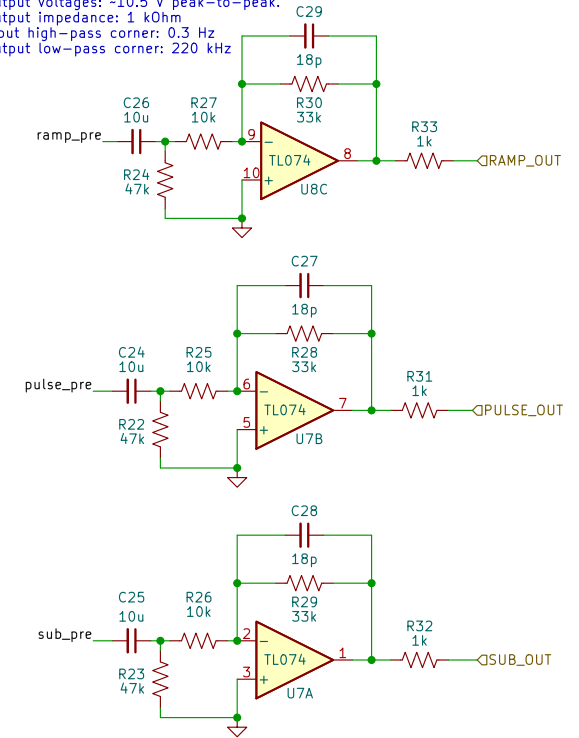 voltages: ~10.5 V peak-to-peak.
impedance: 1 kOhm
high-pass corner: 0.3 Hz
low-pass corner: 220 kHz
C29
18p
R30
33k
C26
10u
R27
10k
R33
1k
ramp_pre
9
−
TL074
8
RAMP_OUT
R24
47k
10
+
U8C
C27
18p
R28
33k
C24
10u
R25
10k
R31
1k
pulse_pre
6
−
TL074
7
PULSE_OUT
R22
47k
5
+
U7B
C28
18p
R29
33k
C25
10u
R26
10k
R32
1k
sub_pre
2
−
TL074
1
SUB_OUT
R23
47k
3
+
U7A